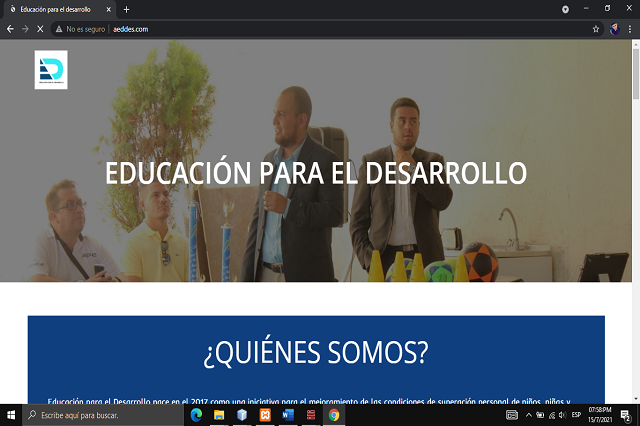 Educación para el desarrollo
No es seguro | aeddes.com
EDUCACIÓN PARA EL DESARROLLO
¿QUIÉNES SOMOS?
Educación para el Desarrollo nace en el 2017 como una iniciativa para el mejoramiento de las condiciones de superación personal de niños, niñas y
Escribe aquí para buscar.
ESP
07:58 PM
15/7/2021
2